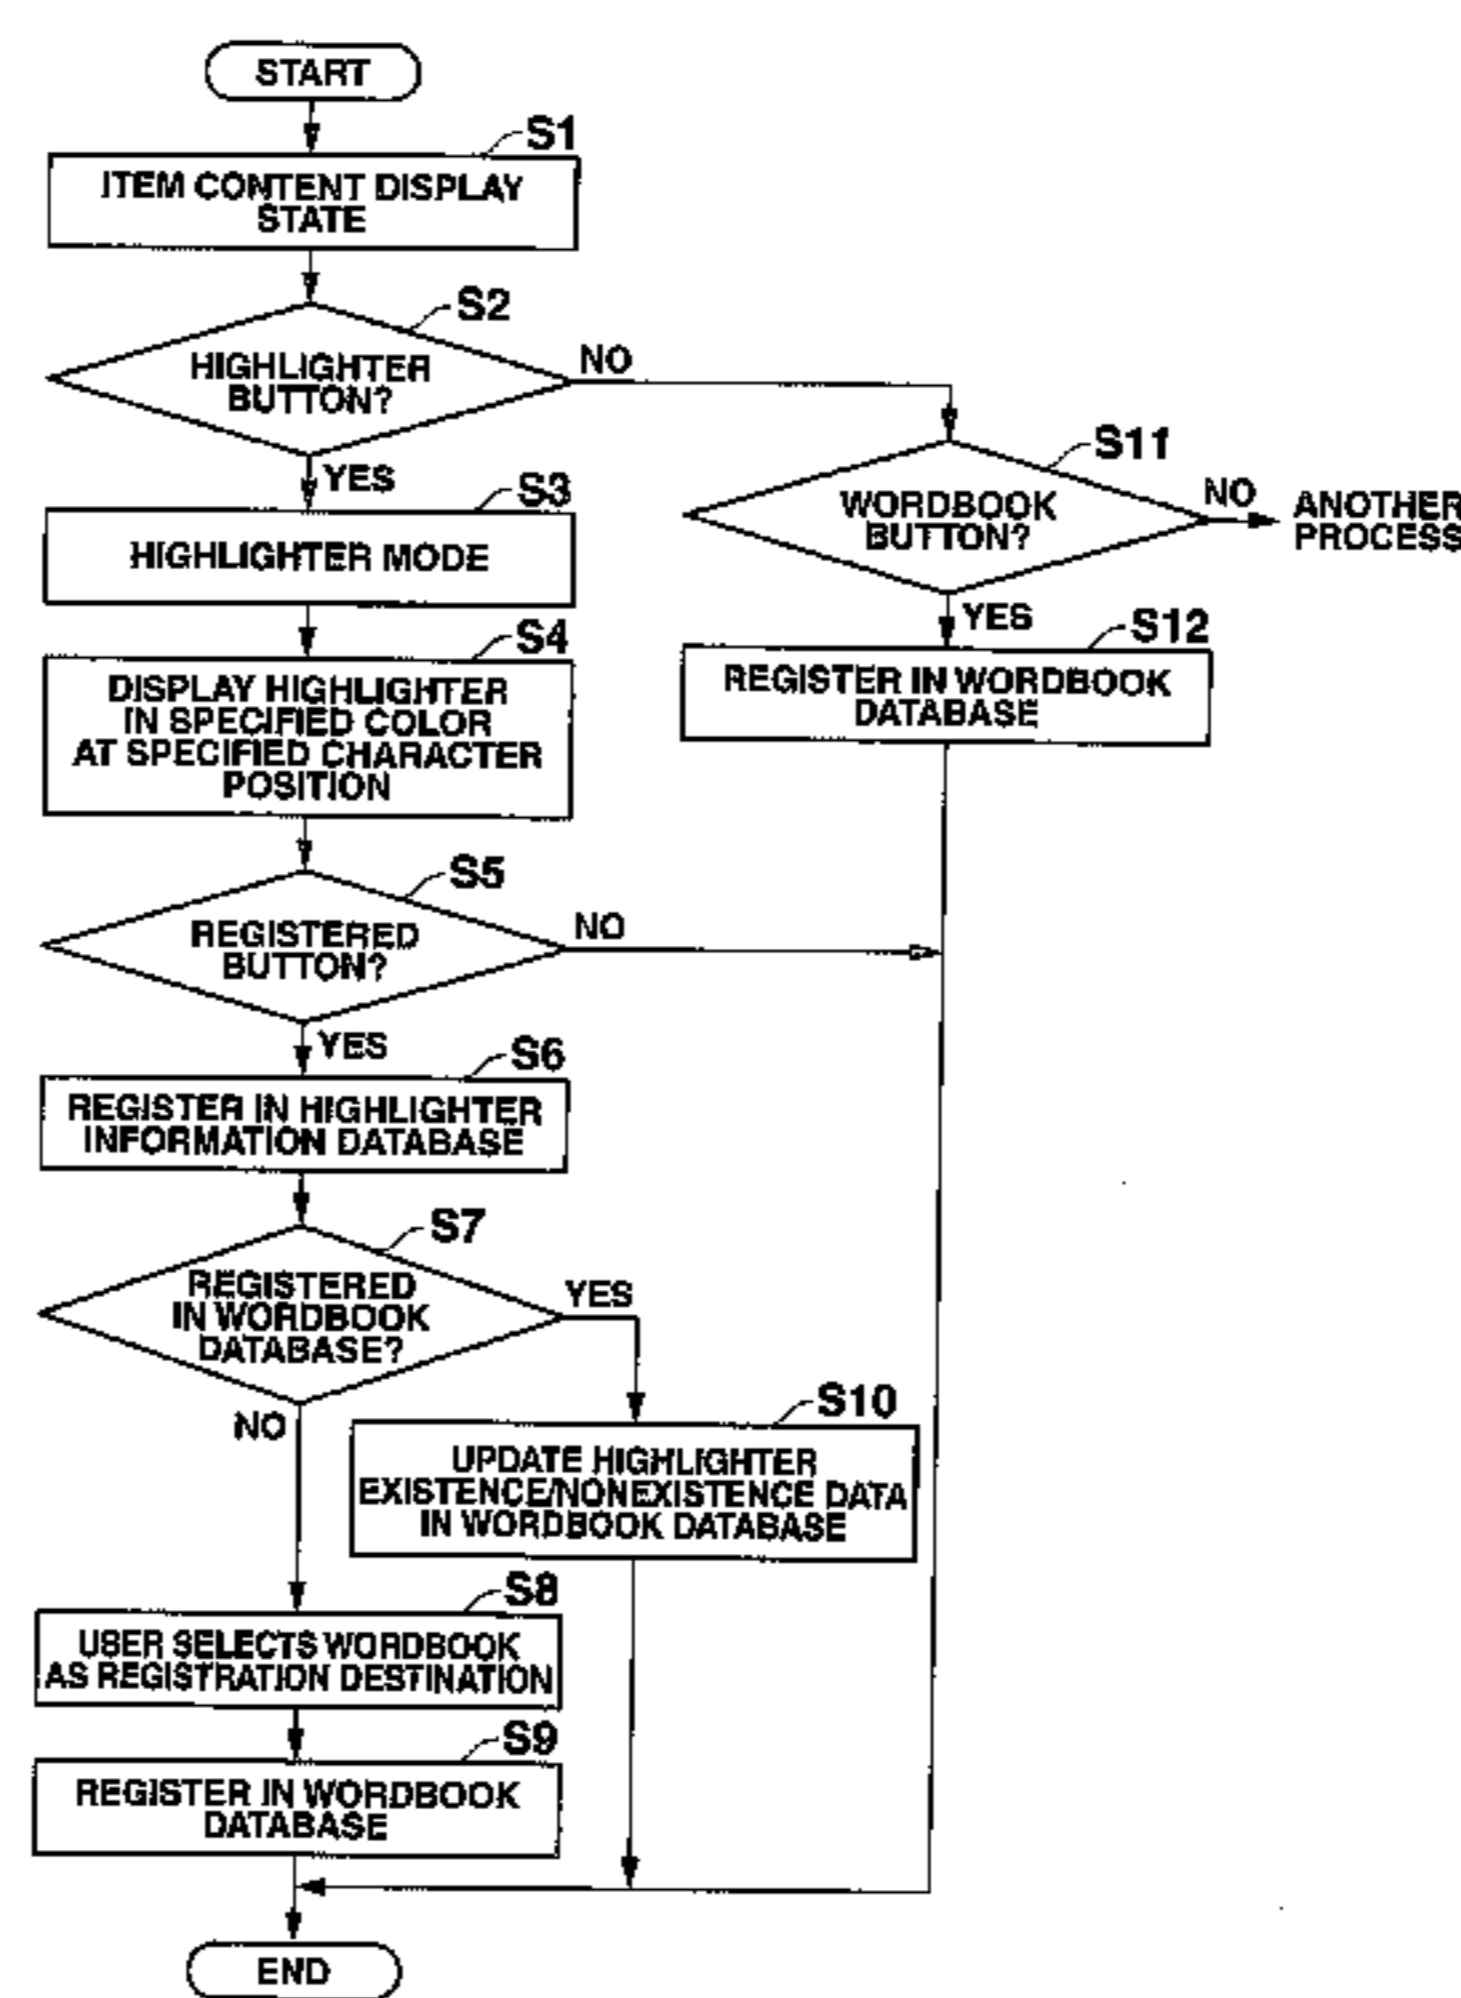 START
S1
ITEM CONTENT DISPLAY
STATE
S2
HIGHLIGHTER
BUTTON?
NO
YES
S11
WORDBOOK
BUTTON?
NO
ANOTHER
PROCESS
YES
S12
REGISTER IN WORDBOOK
DATABASE
S3
HIGHLIGHTER MODE
S4
DISPLAY HIGHLIGHTER
IN SPECIFIED COLOR
AT SPECIFIED CHARACTER
POSITION
S5
REGISTERED
BUTTON?
NO
YES
S6
REGISTER IN HIGHLIGHTER
INFORMATION DATABASE
S7
REGISTERED
IN WORDBOOK
DATABASE?
YES
NO
S10
UPDATE HIGHLIGHTER
EXISTENCE/NONEXISTENCE DATA
IN WORDBOOK DATABASE
S8
USER SELECTS WORDBOOK
AS REGISTRATION DESTINATION
S9
REGISTER IN WORDBOOK
DATABASE
END